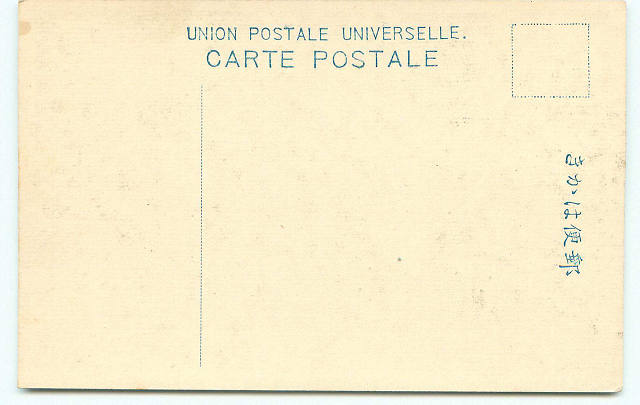 UNION POSTALE UNIVERSELLE.
CARTE POSTALE
郵便はかき